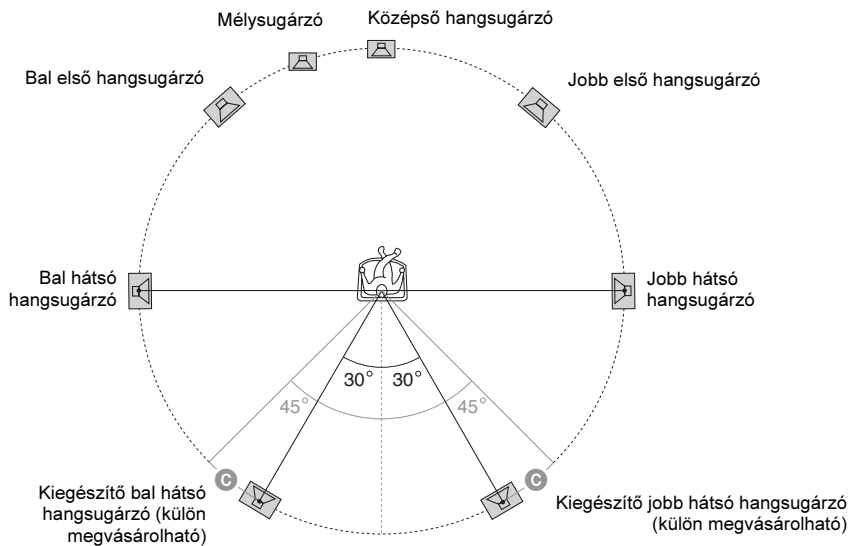 Mélysugárzó
Középső hangsugárzó
Bal első hangsugárzó
Jobb első hangsugárzó
Bal hátsó
hangsugárzó
Jobb hátsó
hangsugárzó
30°
30°
45°
45°
C
C
Kiegészítő bal hátsó
hangsugárzó (külön
megvásárolható)
Kiegészítő jobb hátsó hangsugárzó
(külön megvásárolható)